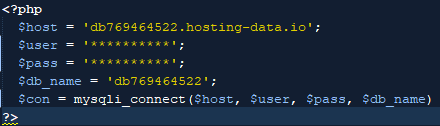 <?php
$host = 'db769464522.hosting-data.io';
$user = '**********';
$pass = '**********';
$db_name = 'db769464522';
$con = mysqli_connect($host, $user, $pass, $db_name)
?>